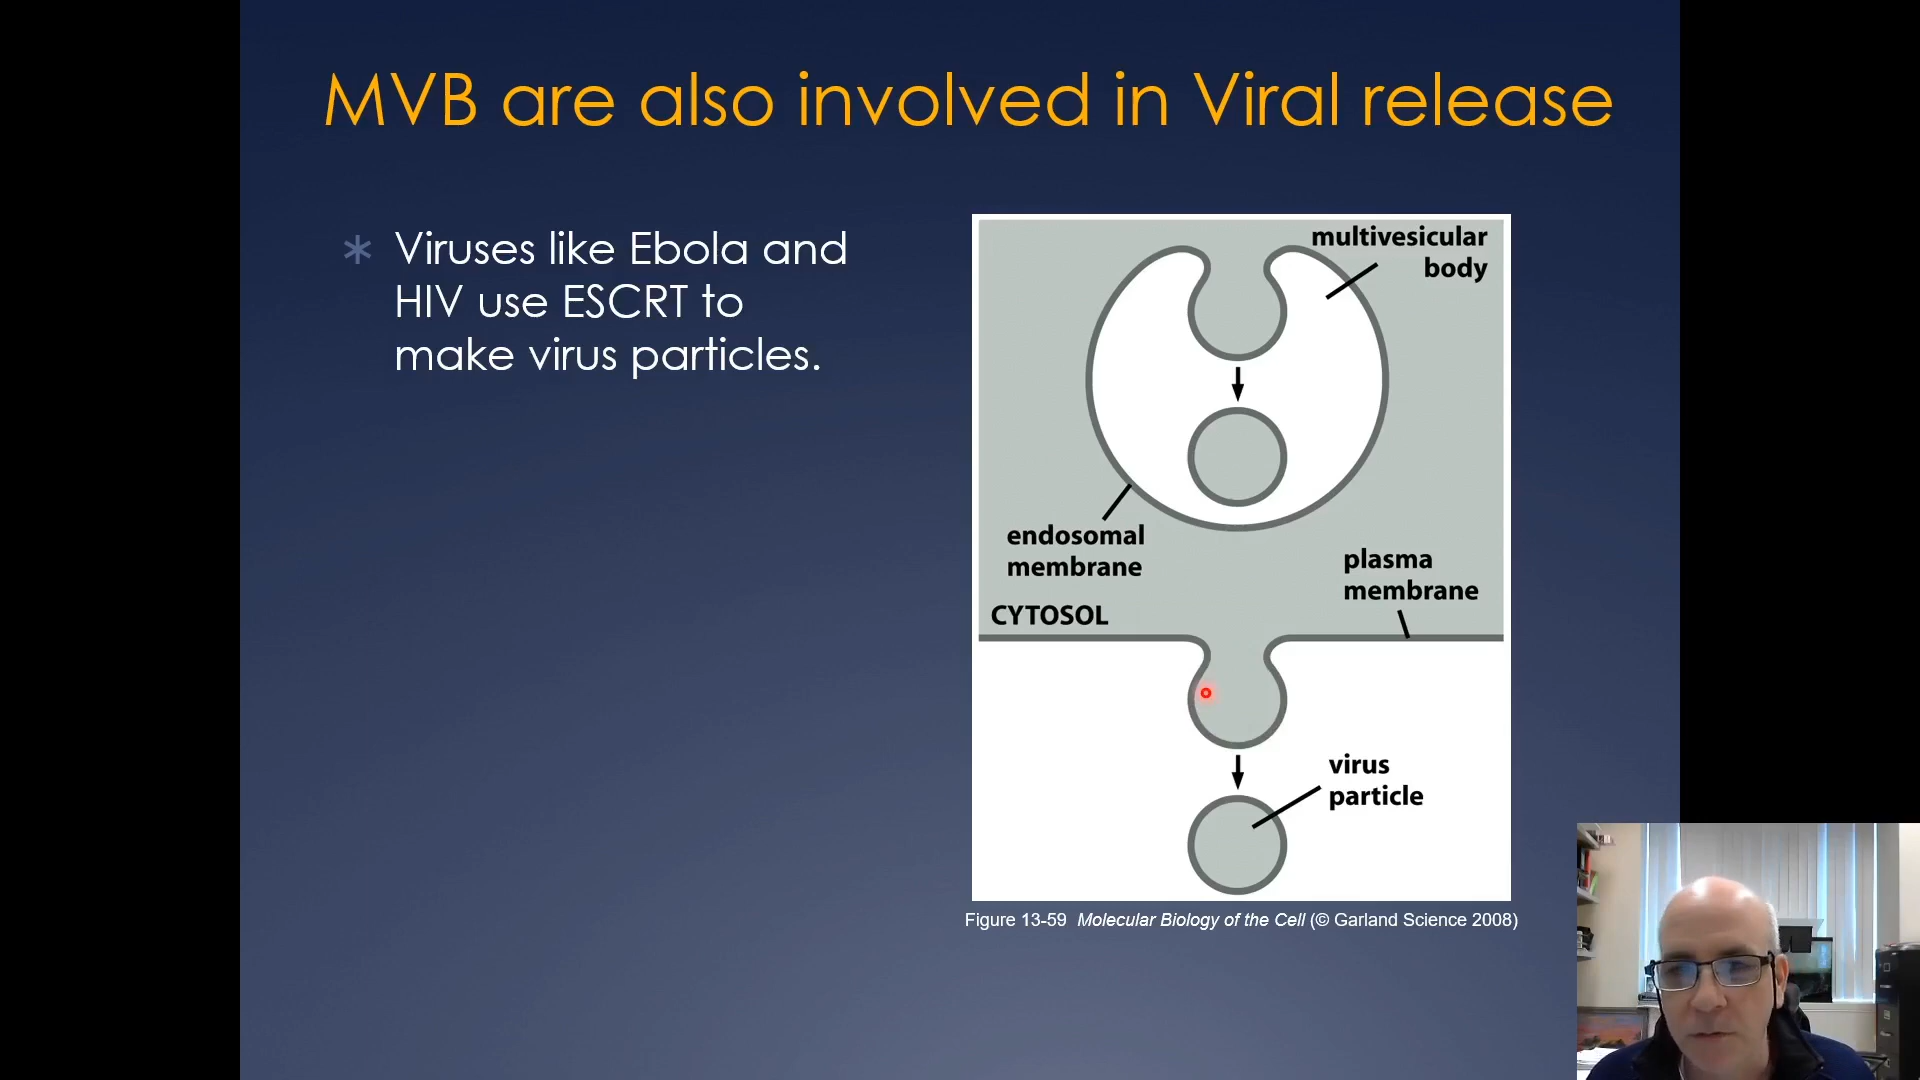 MVB are also involved in Viral release
Viruses like Ebola and
HIV use ESCRT to
make virus particles.
multivesicular
body
endosomal
membrane
plasma
membrane
CYTOSOL
virus
particle
Figure 13-59 Molecular Biology of the Cell (© Garland Science 2008)